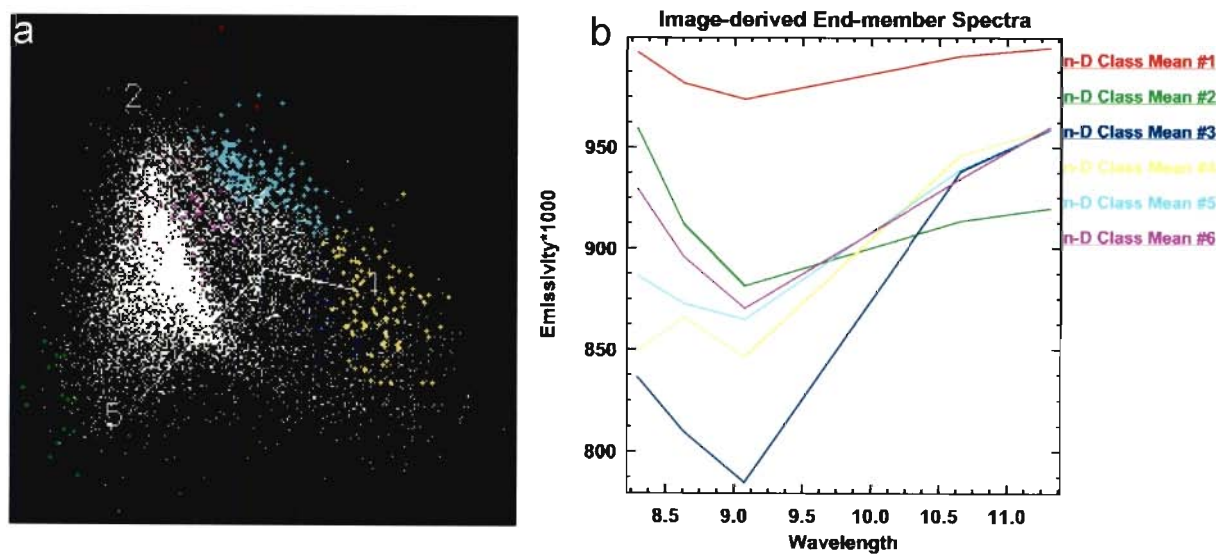 a
2
1
5
b
Image-derived End-member Spectra
Emissivity*1000
950
900
850
800
8.5 9.0 9.5 10.0 10.5 11.0
Wavelength
n-D Class Mean #1
n-D Class Mean #2
n-D Class Mean #3
n-D Class Mean #4
n-D Class Mean #5
n-D Class Mean #6